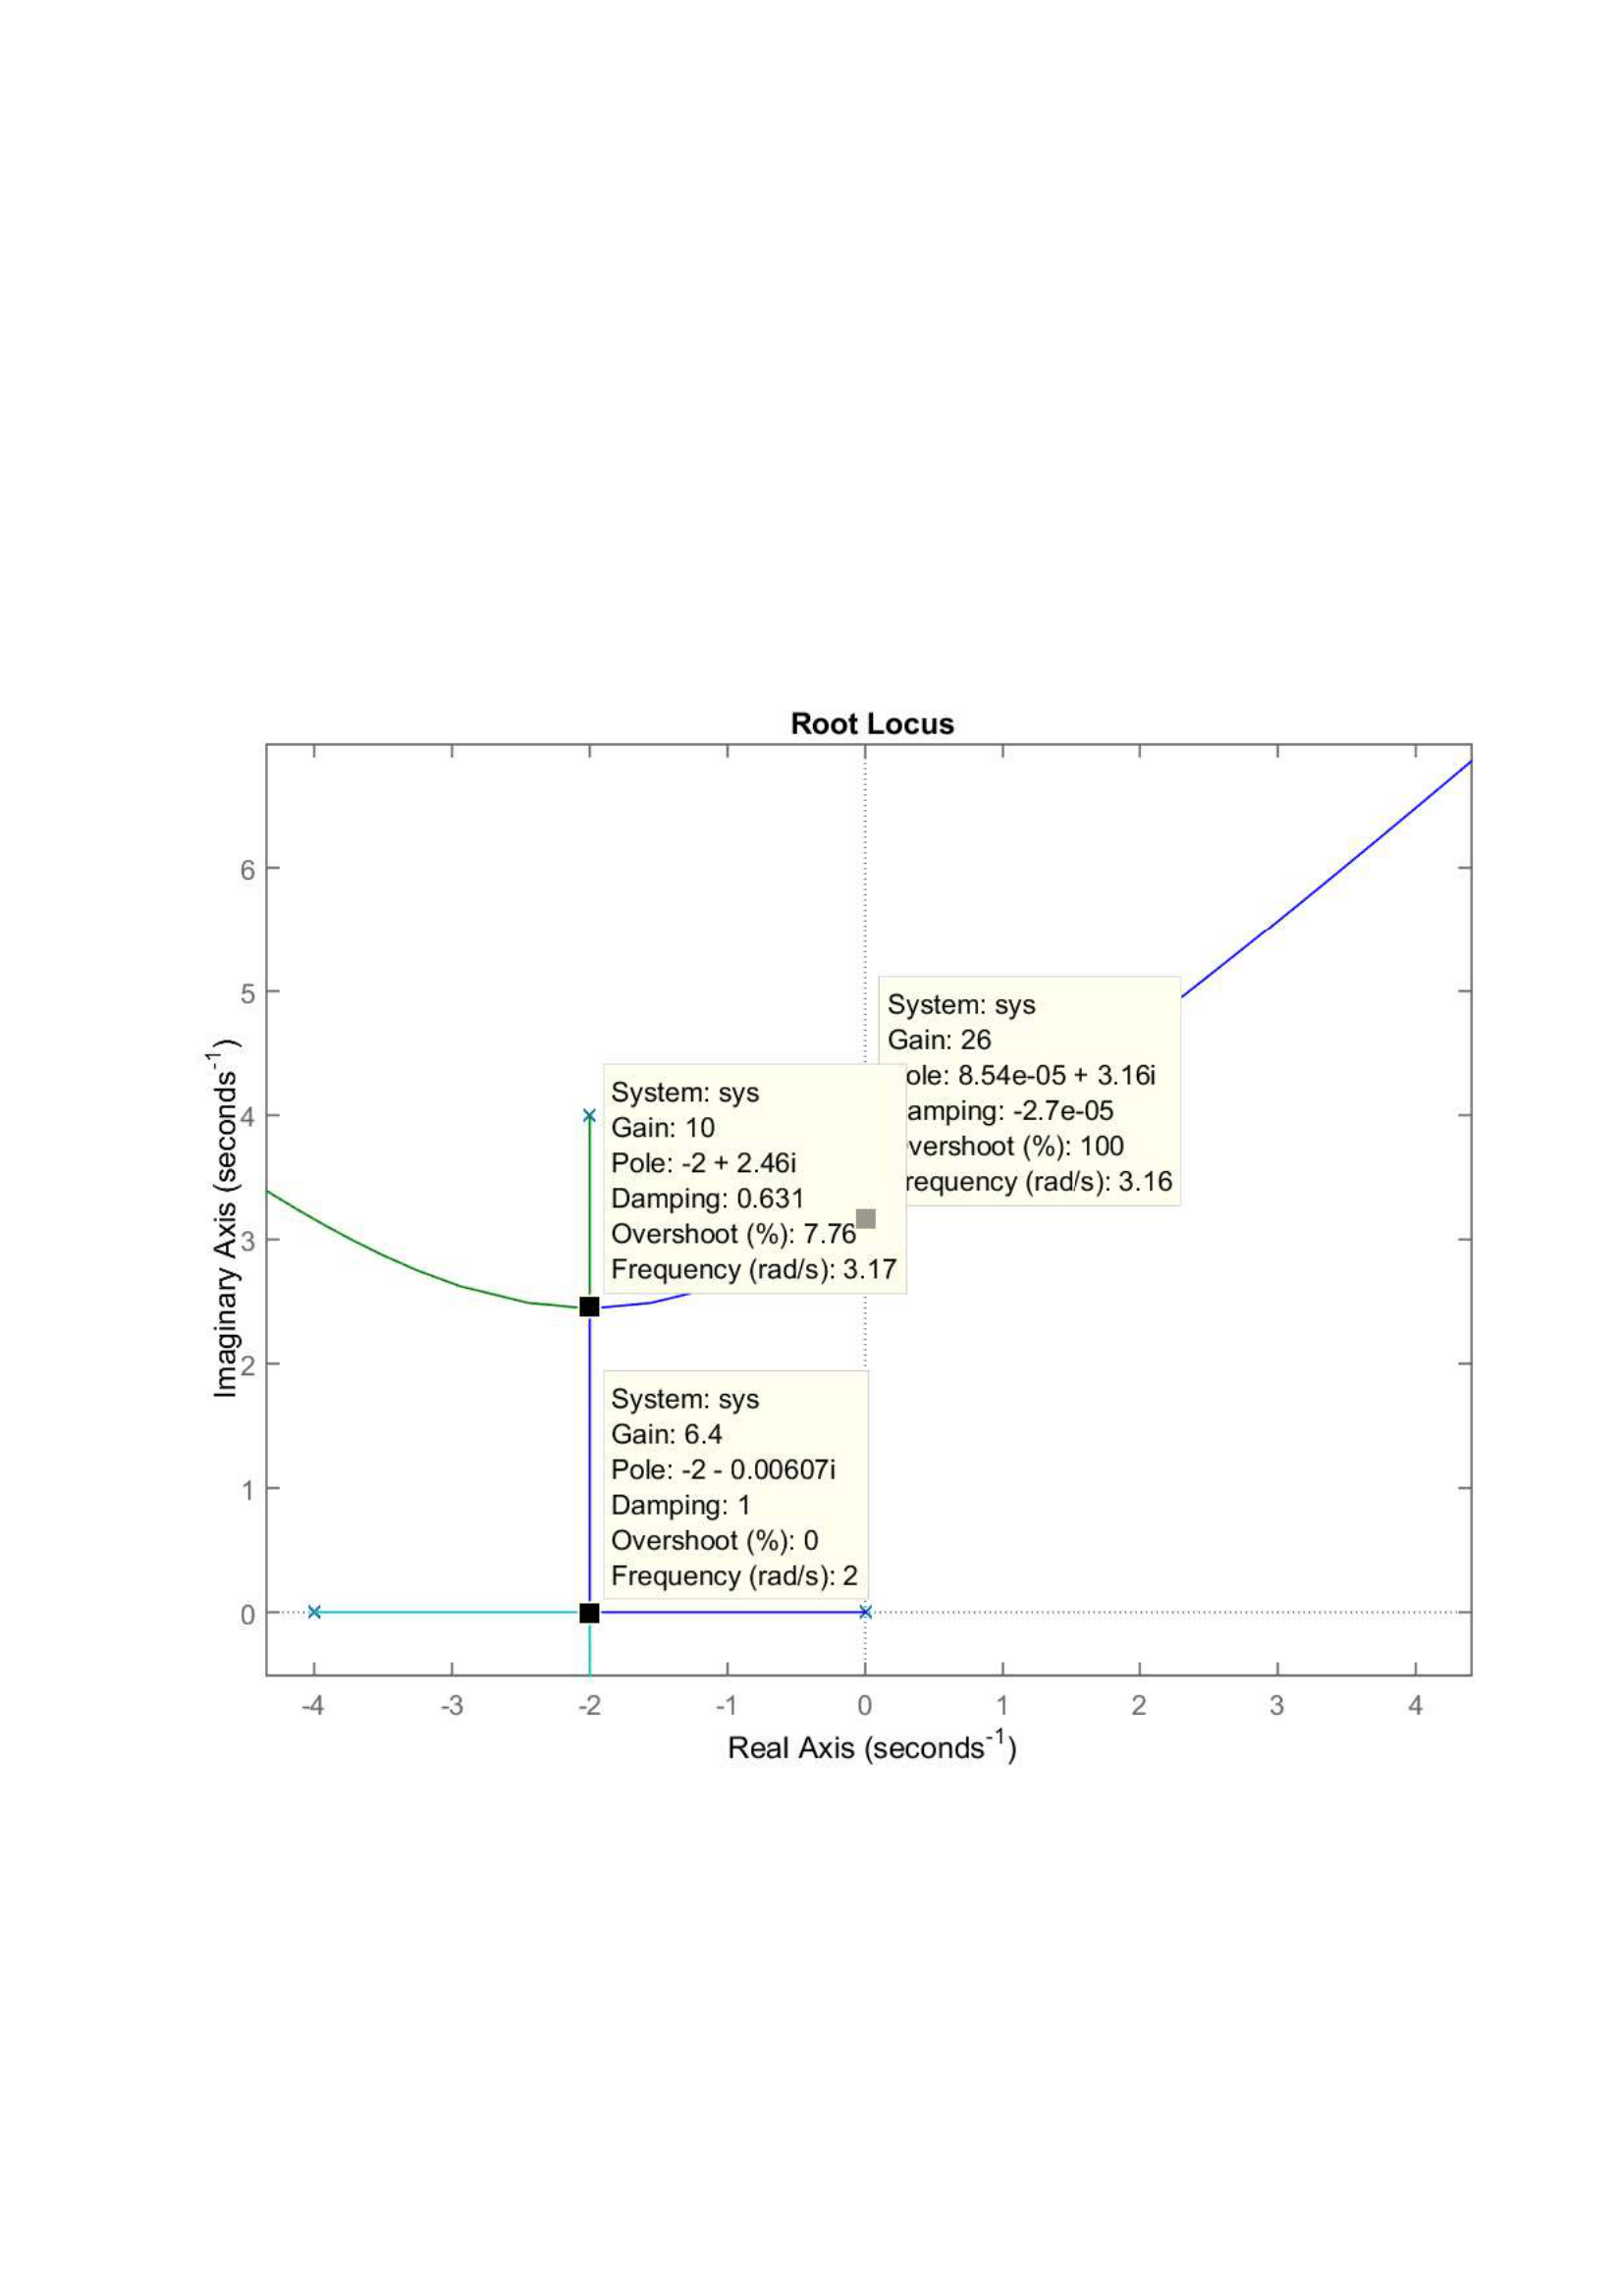 Root Locus
Imaginary Axis (seconds⁻¹)
6
5
4
3
2
1
0
System: sys
Gain: 26
ole: 8.54e-05 + 3.16i
amping: -2.7e-05
vershoot (%): 100
requency (rad/s): 3.16
System: sys
Gain: 10
Pole: -2 + 2.46i
Damping: 0.631
Overshoot (%): 7.76
Frequency (rad/s): 3.17
System: sys
Gain: 6.4
Pole: -2 - 0.00607i
Damping: 1
Overshoot (%): 0
Frequency (rad/s): 2
-4 -3 -2 -1 0 1 2 3 4
Real Axis (seconds⁻¹)